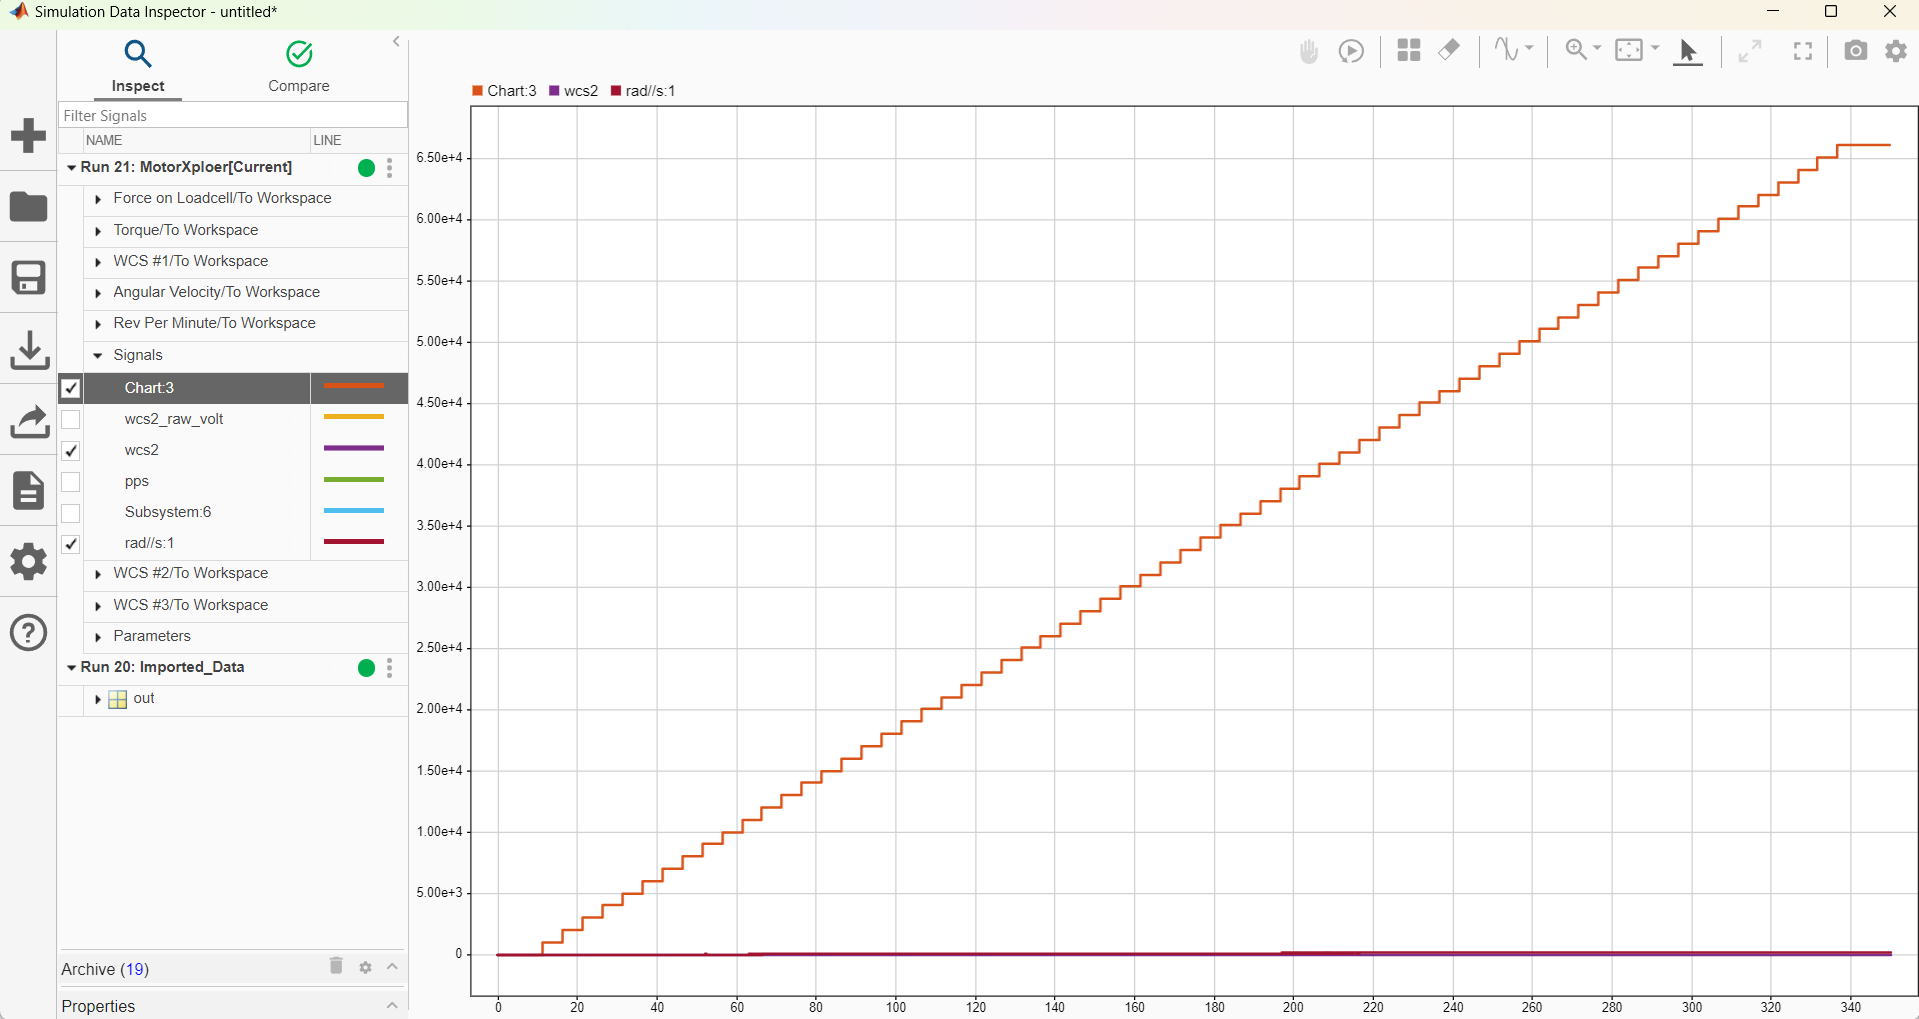 Simulation Data Inspector - untitled*
Inspect
Compare
Filter Signals
NAME
LINE
Run 21: MotorXploer[Current]
Force on Loadcell/To Workspace
Torque/To Workspace
WCS #1/To Workspace
Angular Velocity/To Workspace
Rev Per Minute/To Workspace
Signals
Chart:3
wcs2_raw_volt
wcs2
pps
Subsystem:6
rad//s:1
WCS #2/To Workspace
WCS #3/To Workspace
Parameters
Run 20: Imported_Data
out
Archive (19)
Properties
Chart:3 wcs2 rad//s:1
6.50e+4
6.00e+4
5.50e+4
5.00e+4
4.50e+4
4.00e+4
3.50e+4
3.00e+4
2.50e+4
2.00e+4
1.50e+4
1.00e+4
5.00e+3
0
0 20 40 60 80 100 120 140 160 180 200 220 240 260 280 300 320 340